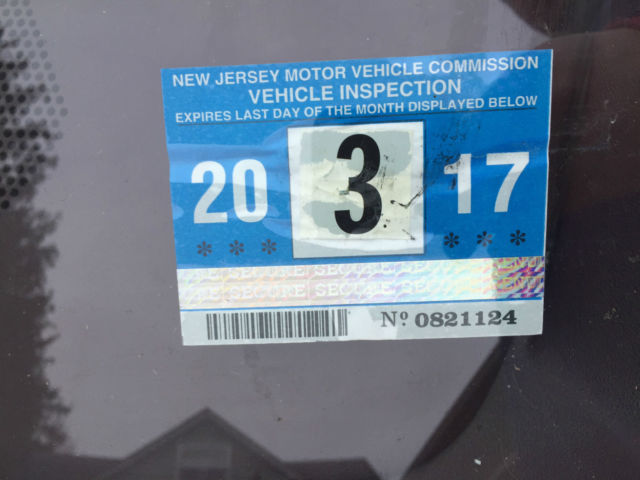 NEW JERSEY MOTOR VEHICLE COMMISSION
VEHICLE INSPECTION
EXPIRES LAST DAY OF THE MONTH DISPLAYED BELOW
20 3 17
* * * * * *
SECURE SECURE
SECURE SECURE SECURE
Nº 0821124